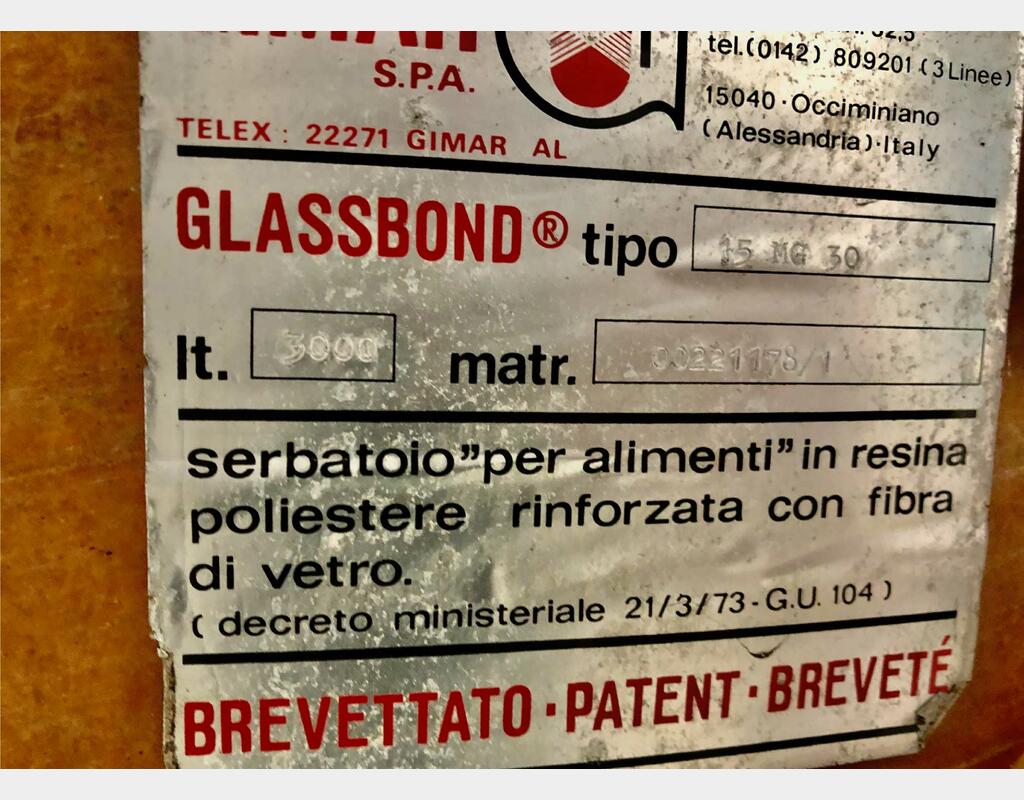 S.P.A.
TELEX : 22271 GIMAR AL
tel.(0142) 809201 (3 Linee)
15040 · Occiminiano
(Alessandria)·Italy
GLASSBOND® tipo 15 MG 30
lt. 3000 matr. 00221178/1
serbatoio"per alimenti" in resina
poliestere rinforzata con fibra
di vetro.
( decreto ministeriale 21/3/73 - G.U. 104 )
BREVETTATO · PATENT · BREVETÉ